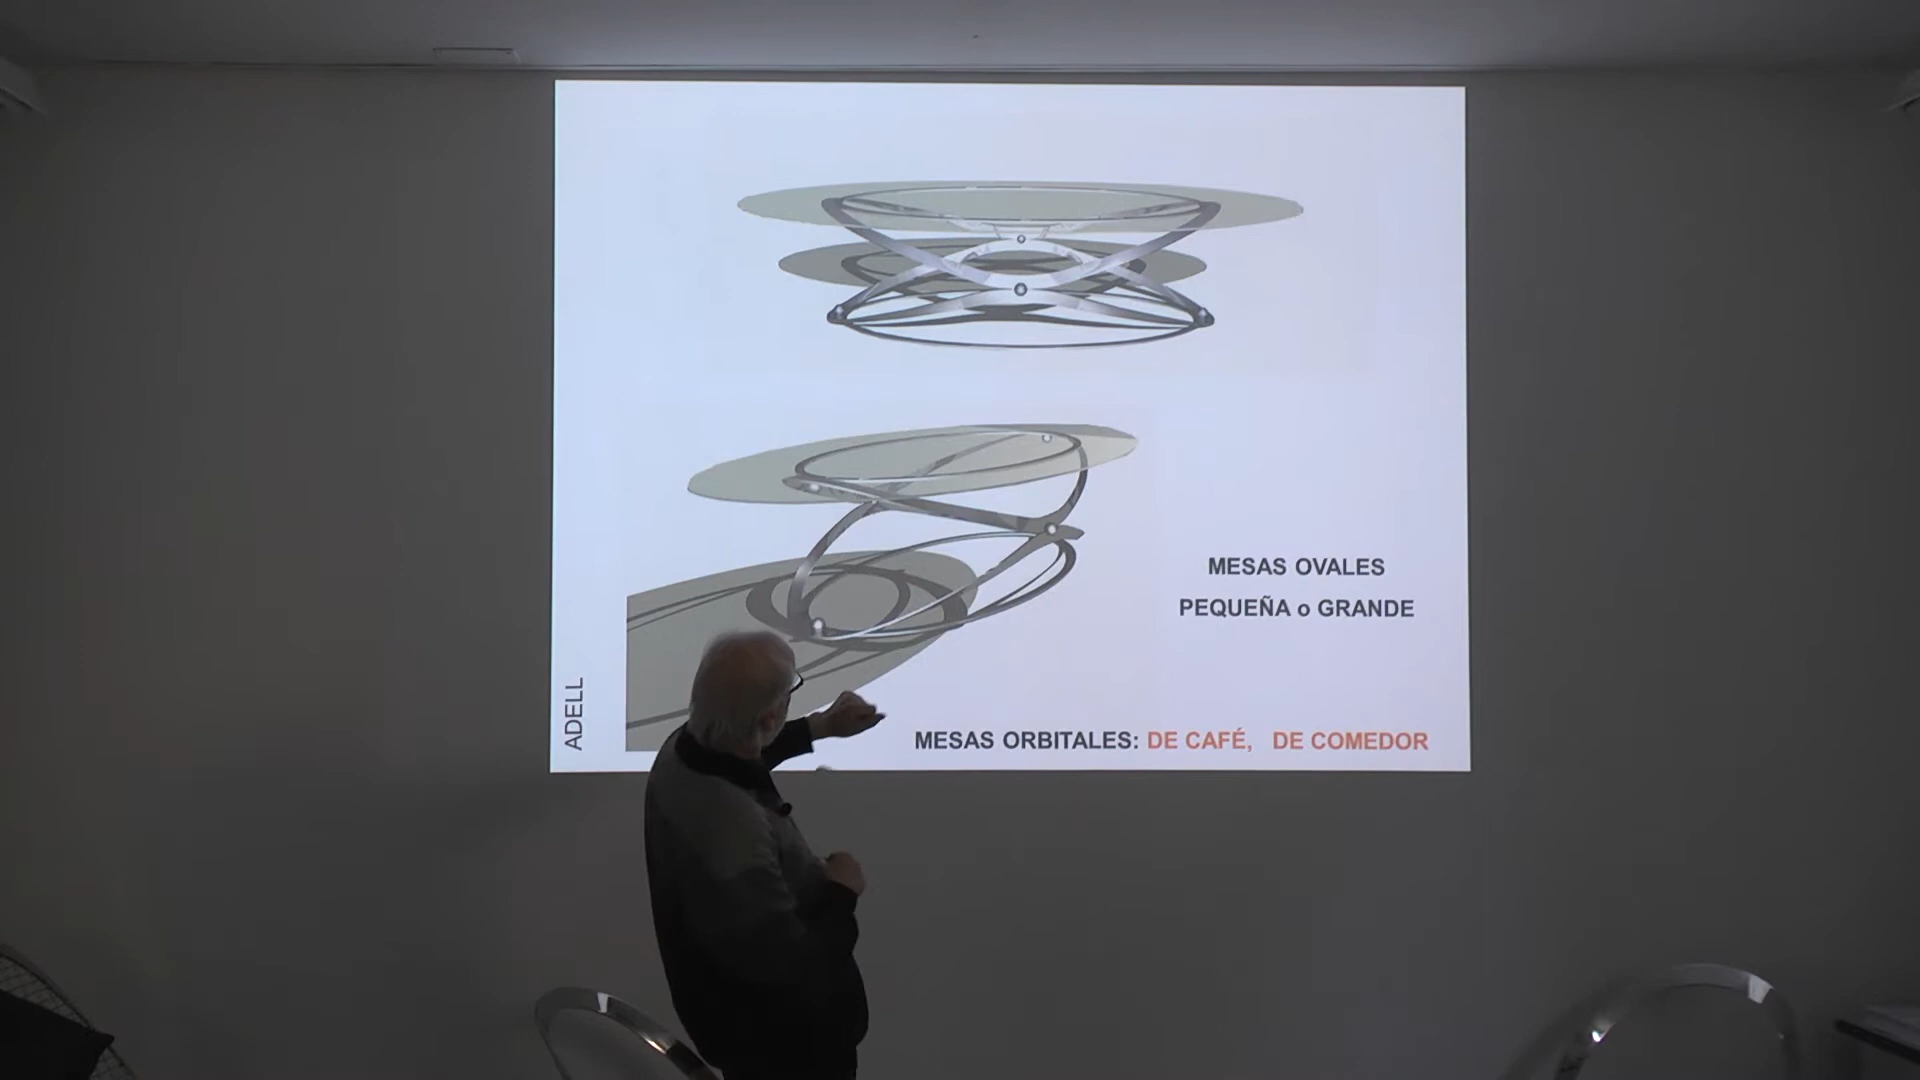 MESAS OVALES
PEQUEÑA o GRANDE
ADELL
MESAS ORBITALES: DE CAFÉ, DE COMEDOR